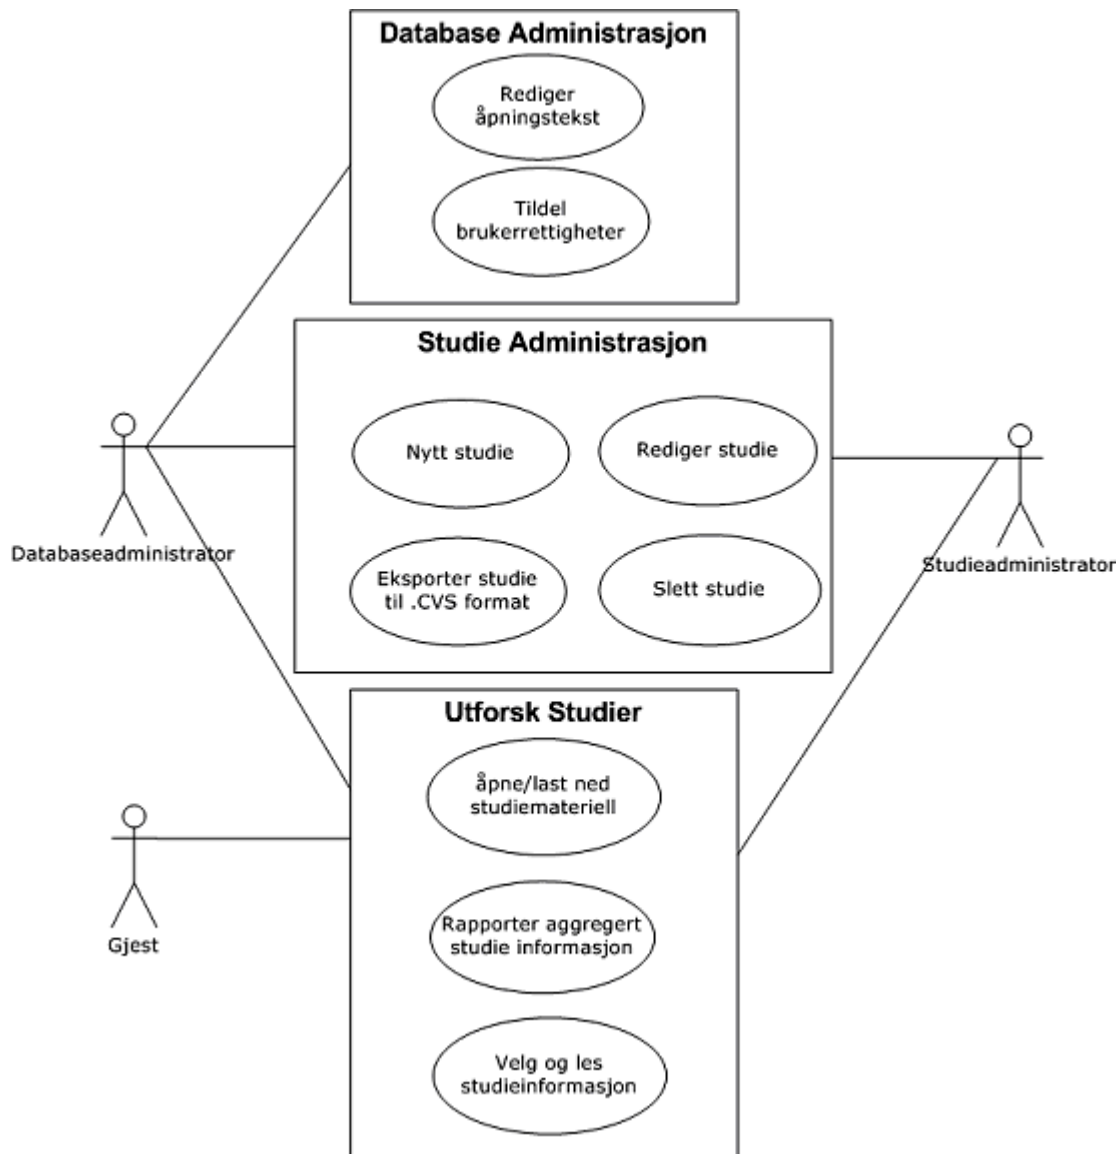 Database Administrasjon
Rediger
åpningstekst
Tildel
brukerrettigheter
Studie Administrasjon
Nytt studie
Rediger studie
Eksporter studie
til .CVS format
Slett studie
Databaseadministrator
Studieadministrator
Utforsk Studier
åpne/last ned
studiemateriell
Gjest
Rapporter aggregert
studie informasjon
Velg og les
studieinformasjon